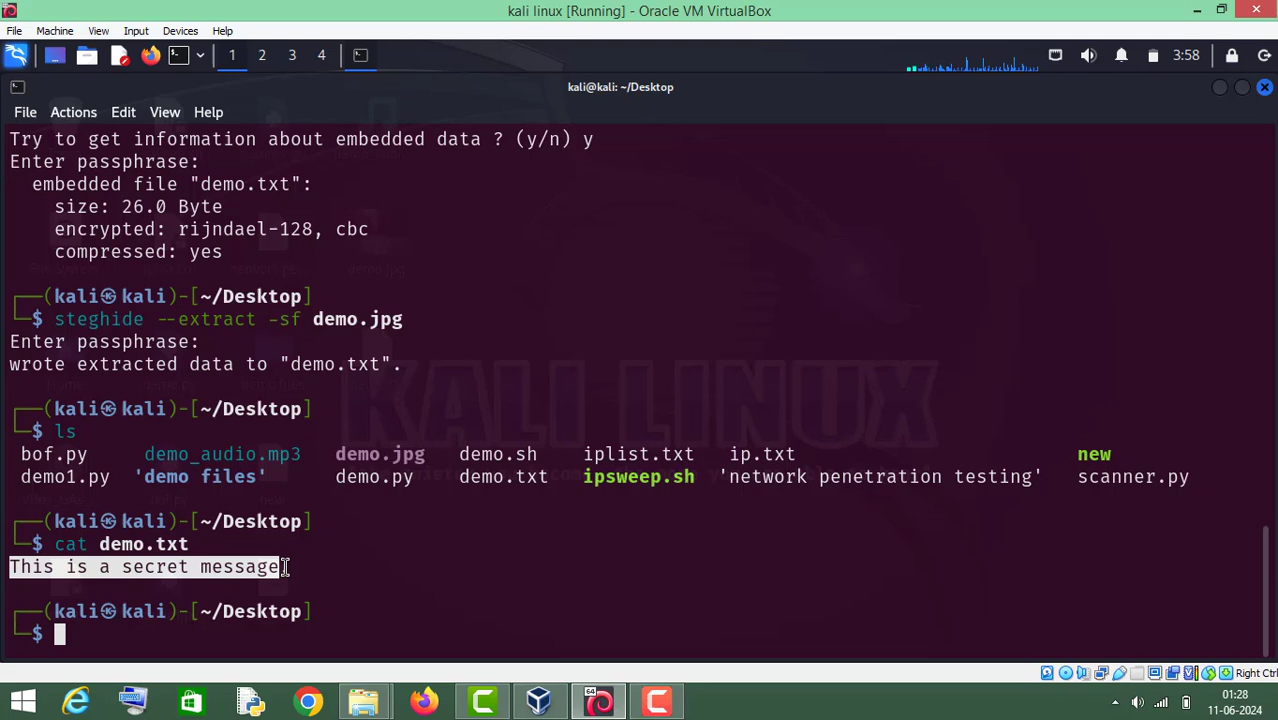 kali linux [Running] - Oracle VM VirtualBox
File Machine View Input Devices Help
1 2 3 4 3:58
kali@kali: ~/Desktop
File Actions Edit View Help
Try to get information about embedded data ? (y/n) y
Enter passphrase:
embedded file "demo.txt":
size: 26.0 Byte
encrypted: rijndael-128, cbc
compressed: yes
┌──(kali㉿kali)-[~/Desktop]
└─$ steghide --extract -sf demo.jpg
Enter passphrase:
wrote extracted data to "demo.txt".
┌──(kali㉿kali)-[~/Desktop]
└─$ ls
bof.py demo_audio.mp3 demo.jpg demo.sh iplist.txt ip.txt new
demo1.py 'demo files' demo.py demo.txt ipsweep.sh 'network penetration testing' scanner.py
┌──(kali㉿kali)-[~/Desktop]
└─$ cat demo.txt
This is a secret message
┌──(kali㉿kali)-[~/Desktop]
└─$
KALI LINUX
Right Ctrl
64
01:28
11-06-2024